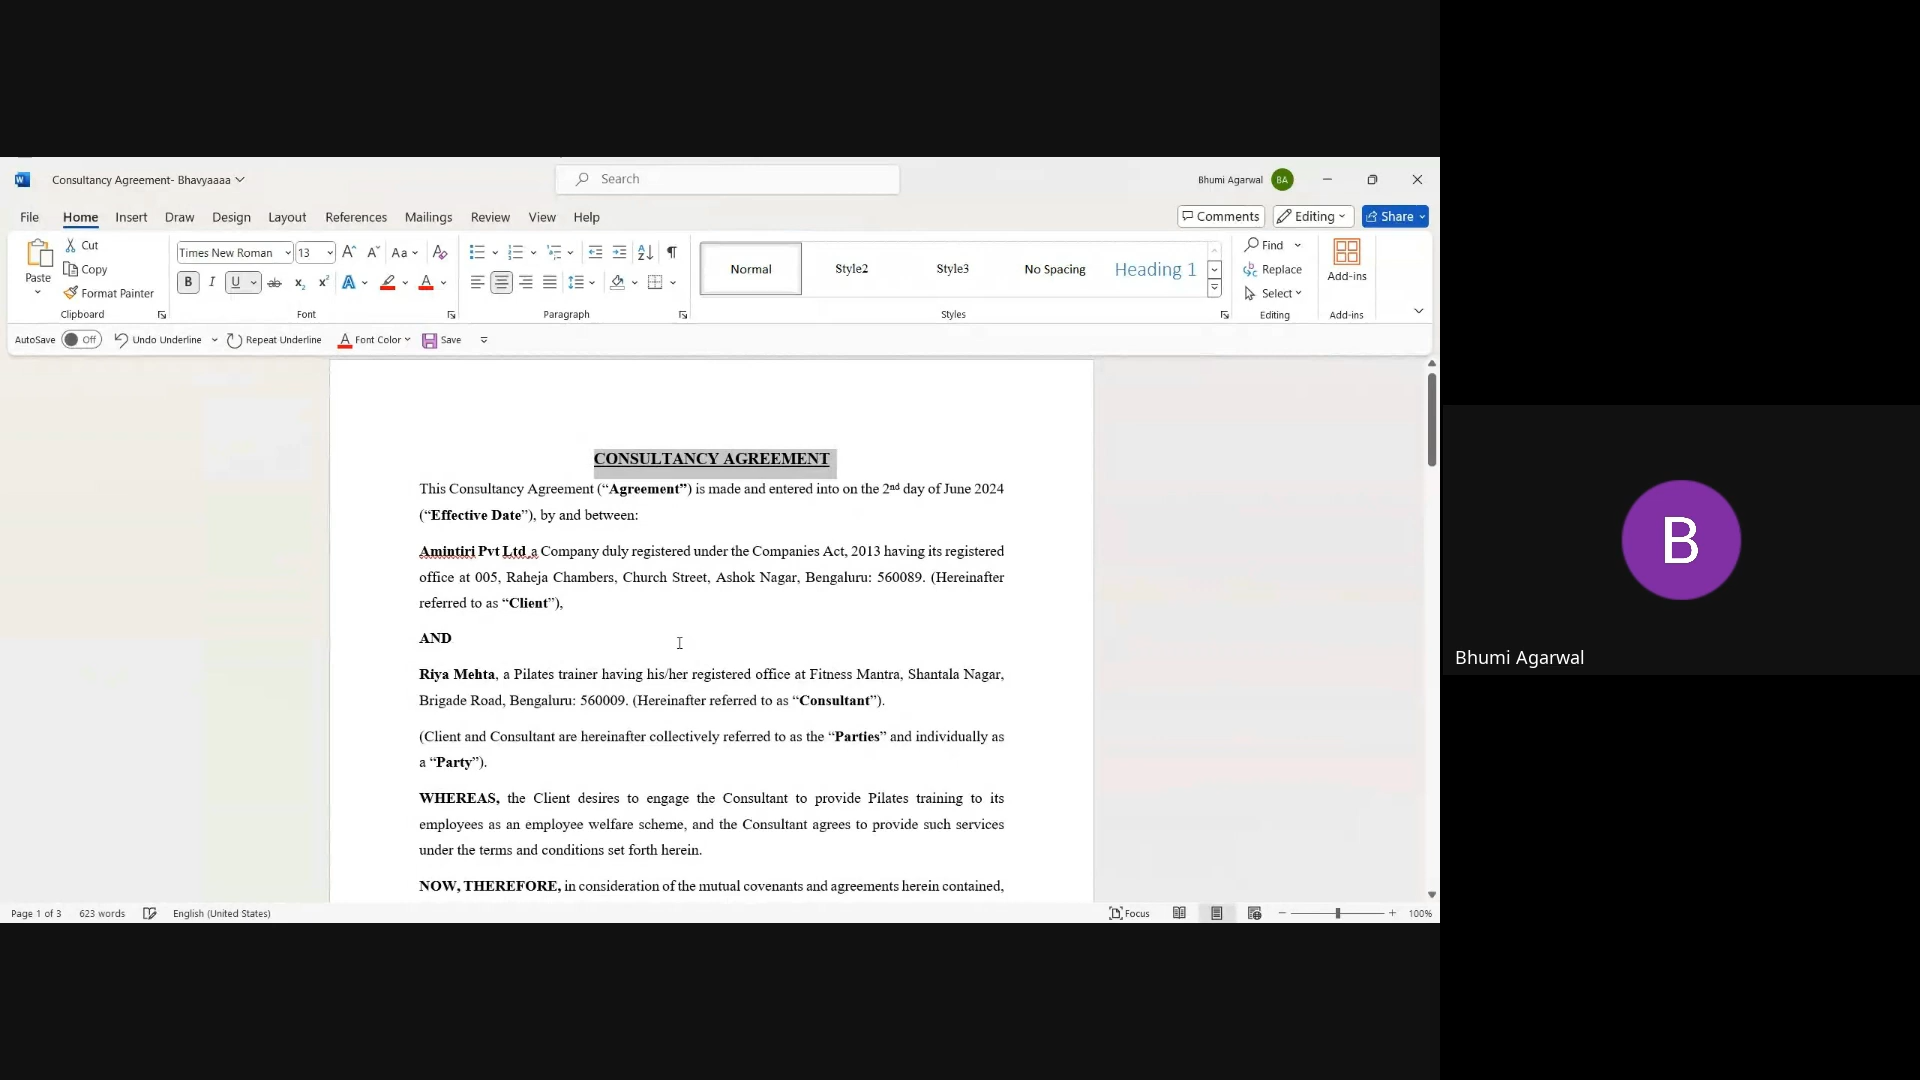 Consultancy Agreement- Bhavyaaaa
Search
Bhumi Agarwal BA
File Home Insert Draw Design Layout References Mailings Review View Help
Comments Editing Share
Paste
Cut
Copy
Format Painter
Clipboard
Times New Roman 13
Font
Paragraph
Normal Style2 Style3 No Spacing Heading 1
Styles
Find
Replace
Select
Editing
Add-ins
Add-ins
AutoSave Off Undo Underline Repeat Underline Font Color Save
CONSULTANCY AGREEMENT
This Consultancy Agreement (“Agreement”) is made and entered into on the 2nd day of June 2024
(“Effective Date”), by and between:
Amintiri Pvt Ltd a Company duly registered under the Companies Act, 2013 having its registered
office at 005, Raheja Chambers, Church Street, Ashok Nagar, Bengaluru: 560089. (Hereinafter
referred to as “Client”),
AND
Riya Mehta, a Pilates trainer having his/her registered office at Fitness Mantra, Shantala Nagar,
Brigade Road, Bengaluru: 560009. (Hereinafter referred to as “Consultant”).
(Client and Consultant are hereinafter collectively referred to as the “Parties” and individually as
a “Party”).
WHEREAS, the Client desires to engage the Consultant to provide Pilates training to its
employees as an employee welfare scheme, and the Consultant agrees to provide such services
under the terms and conditions set forth herein.
NOW, THEREFORE, in consideration of the mutual covenants and agreements herein contained,
Page 1 of 3 623 words English (United States) Focus 100%
B
Bhumi Agarwal